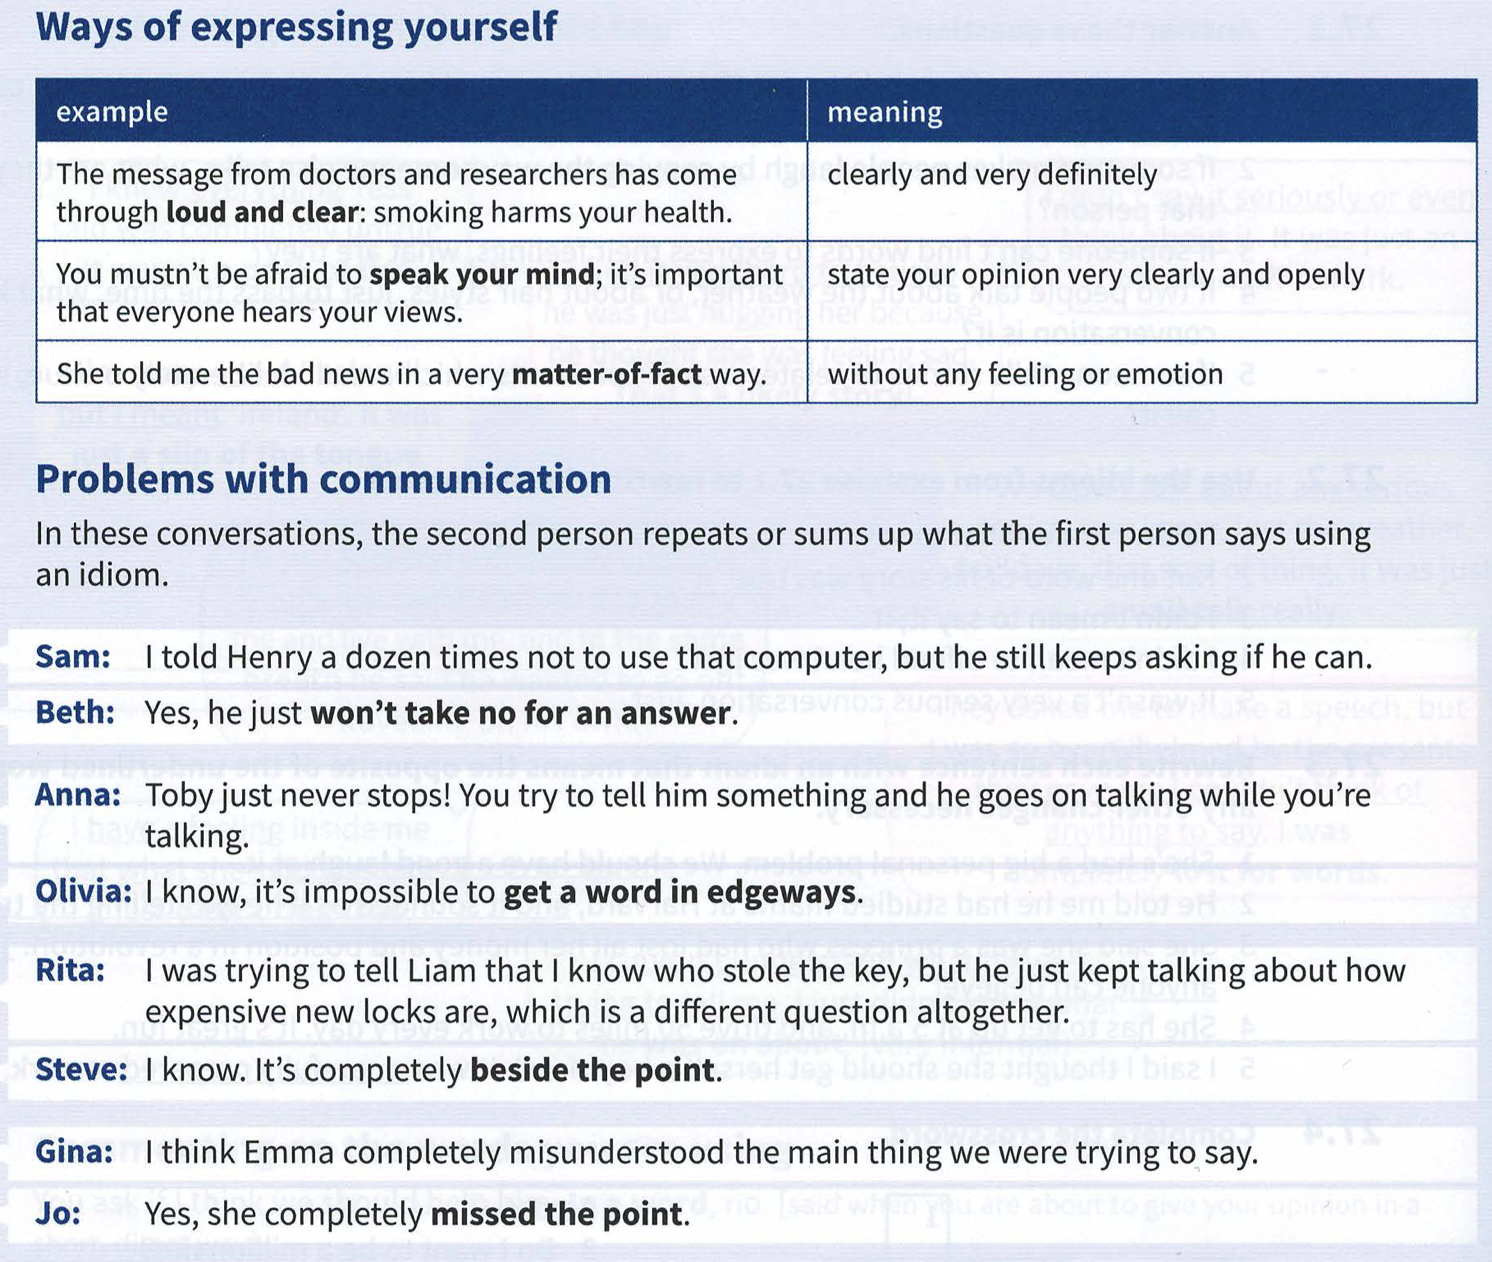 Ways of expressing yourself
example
meaning
The message from doctors and researchers has come
through loud and clear: smoking harms your health.
clearly and very definitely
You mustn't be afraid to speak your mind; it's important
that everyone hears your views.
state your opinion very clearly and openly
She told me the bad news in a very matter-of-fact way.
without any feeling or emotion
Problems with communication
In these conversations, the second person repeats or sums up what the first person says using
an idiom.
Sam: I told Henry a dozen times not to use that computer, but he still keeps asking if he can.
Beth: Yes, he just won't take no for an answer.
Anna: Toby just never stops! You try to tell him something and he goes on talking while you're
talking.
Olivia: I know, it's impossible to get a word in edgeways.
Rita: I was trying to tell Liam that I know who stole the key, but he just kept talking about how
expensive new locks are, which is a different question altogether.
Steve: I know. It's completely beside the point.
Gina: I think Emma completely misunderstood the main thing we were trying to say.
Jo: Yes, she completely missed the point.